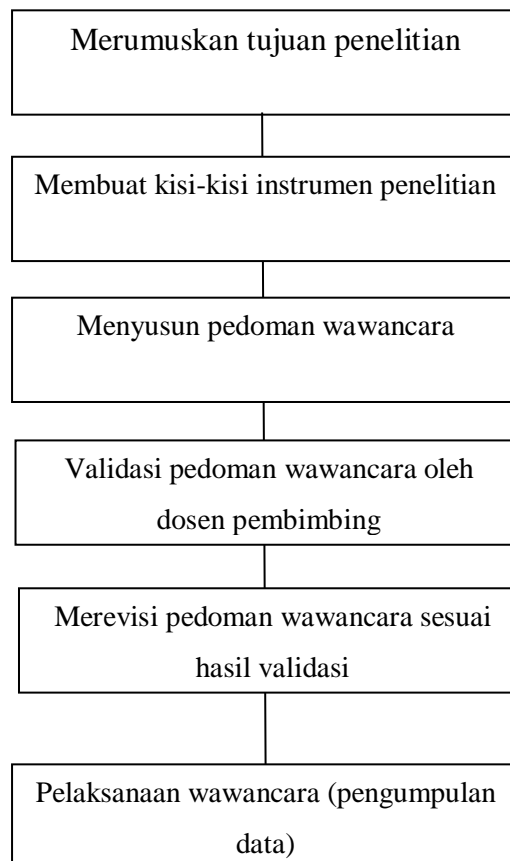 Merumuskan tujuan penelitian
Membuat kisi-kisi instrumen penelitian
Menyusun pedoman wawancara
Validasi pedoman wawancara oleh
dosen pembimbing
Merevisi pedoman wawancara sesuai
hasil validasi
Pelaksanaan wawancara (pengumpulan
data)